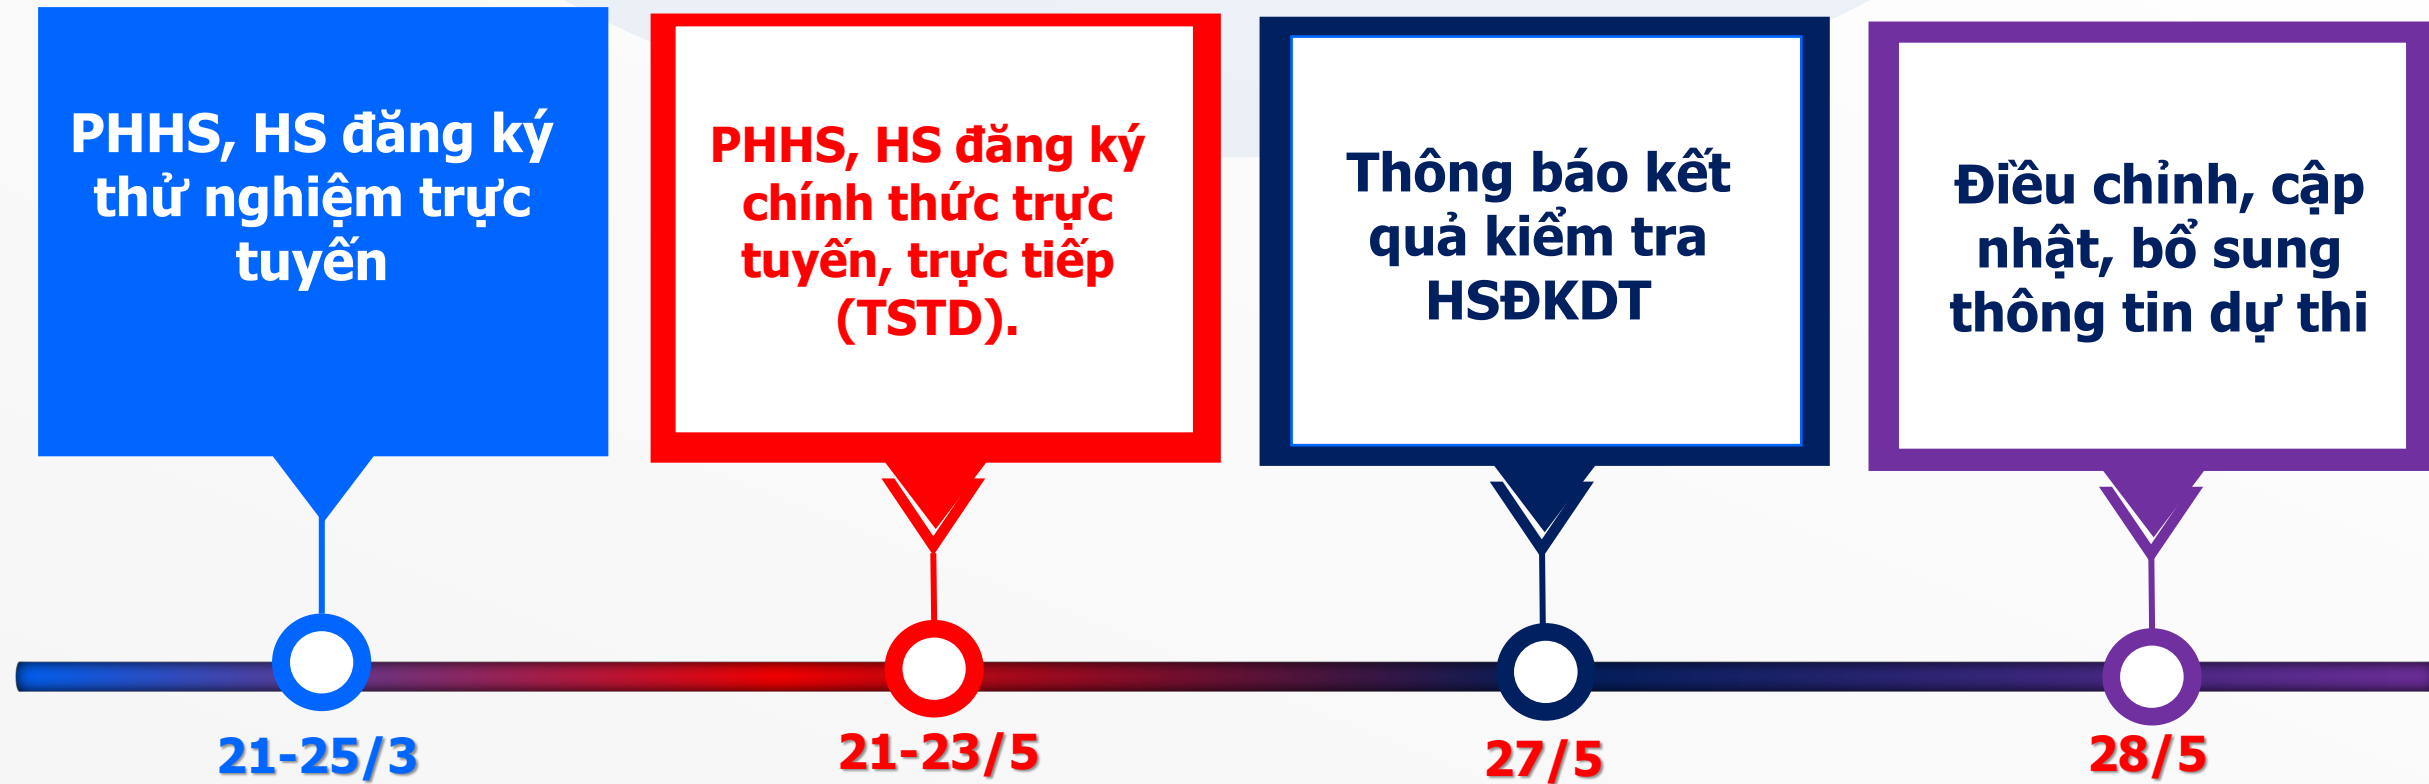 PHHS, HS đăng ký
thử nghiệm trực
tuyến
PHHS, HS đăng ký
chính thức trực
tuyến, trực tiếp
(TSTD).
Thông báo kết
quả kiểm tra
HSĐKDT
Điều chỉnh, cập
nhật, bổ sung
thông tin dự thi
21-25/3
21-23/5
27/5
28/5